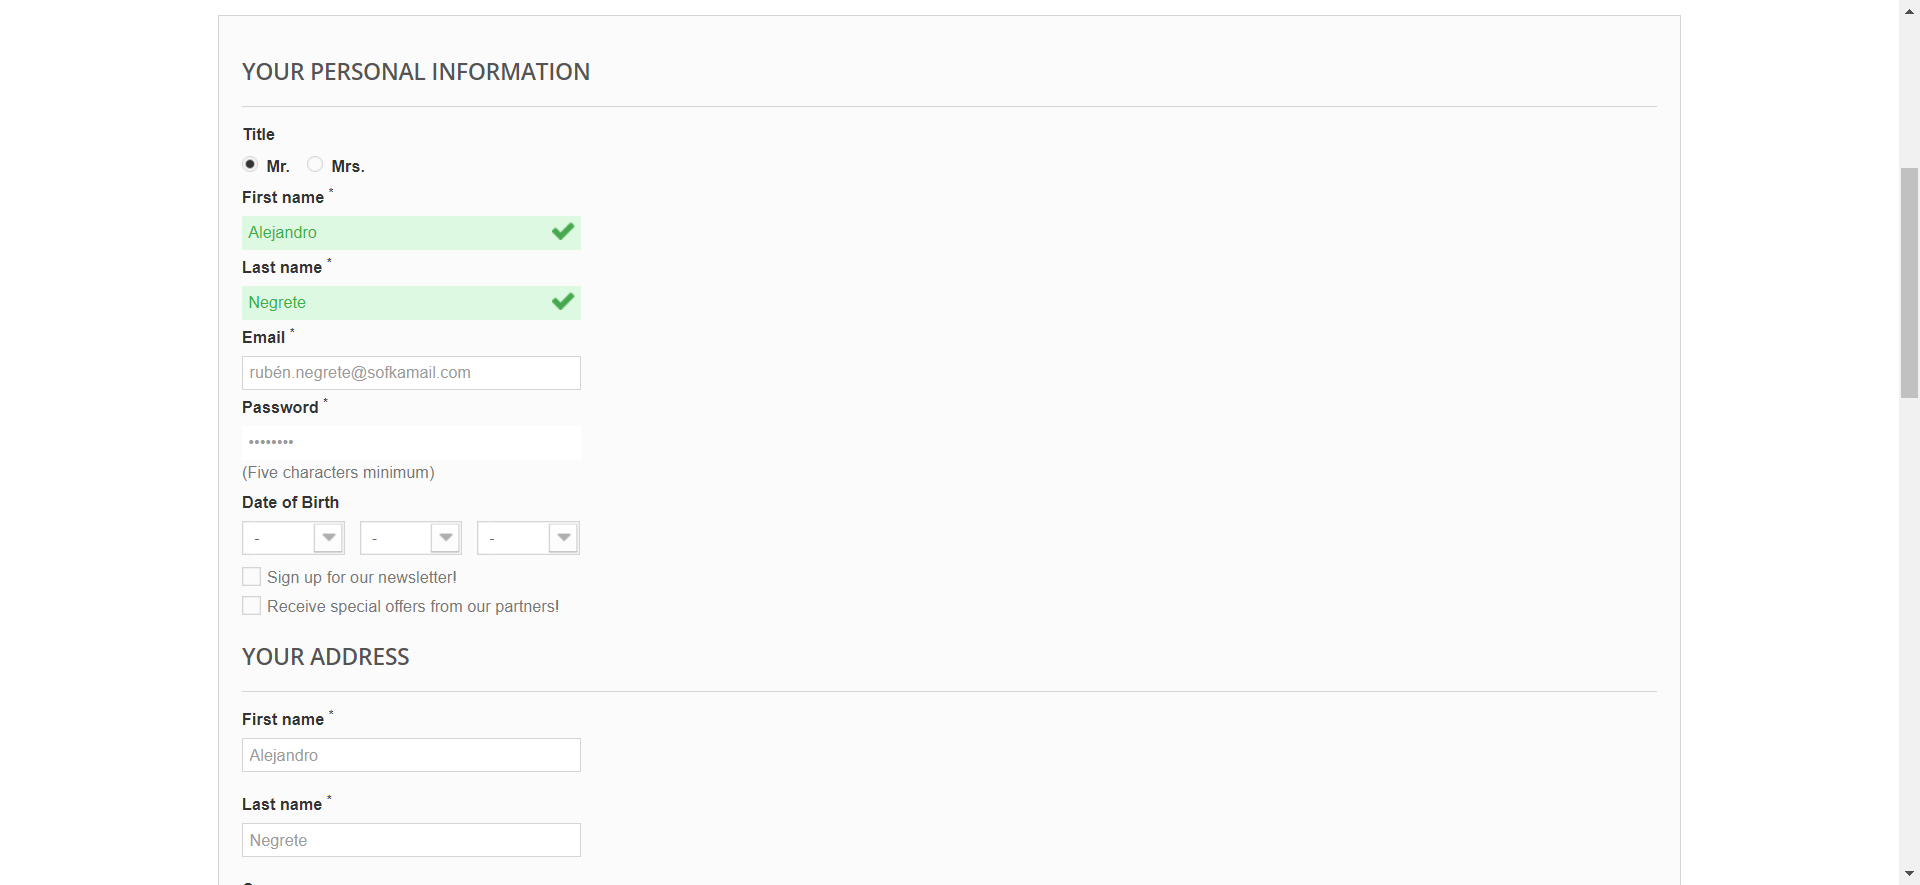 YOUR PERSONAL INFORMATION
Title
Mr. Mrs.
First name *
Alejandro
Last name *
Negrete
Email *
rubén.negrete@sofkamail.com
Password *
••••••••
(Five characters minimum)
Date of Birth
- - -
Sign up for our newsletter!
Receive special offers from our partners!
YOUR ADDRESS
First name *
Alejandro
Last name *
Negrete